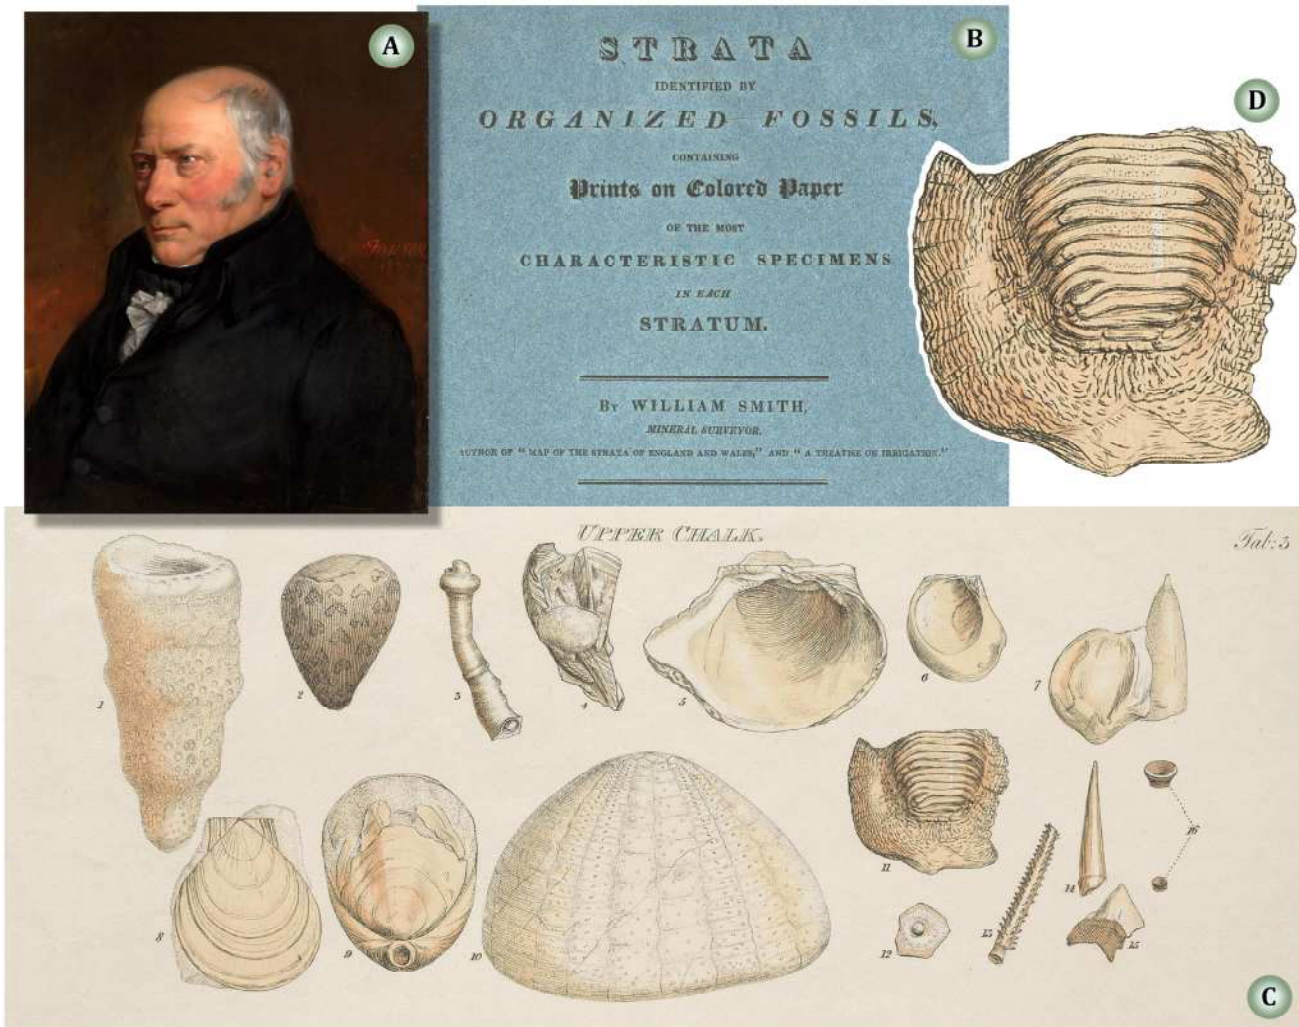 A
B
STRATA
IDENTIFIED BY
ORGANIZED FOSSILS,
CONTAINING
Prints on Colored Paper
OF THE MOST
CHARACTERISTIC SPECIMENS
IN EACH
STRATUM.
BY WILLIAM SMITH,
MINERAL SURVEYOR,
AUTHOR OF "MAP OF THE STRATA OF ENGLAND AND WALES," AND "A TREATISE ON IRRIGATION."
D
UPPER CHALK.
Tab: 3
1
2
3
4
5
6
7
8
9
10
11
12
13
14
15
16
C